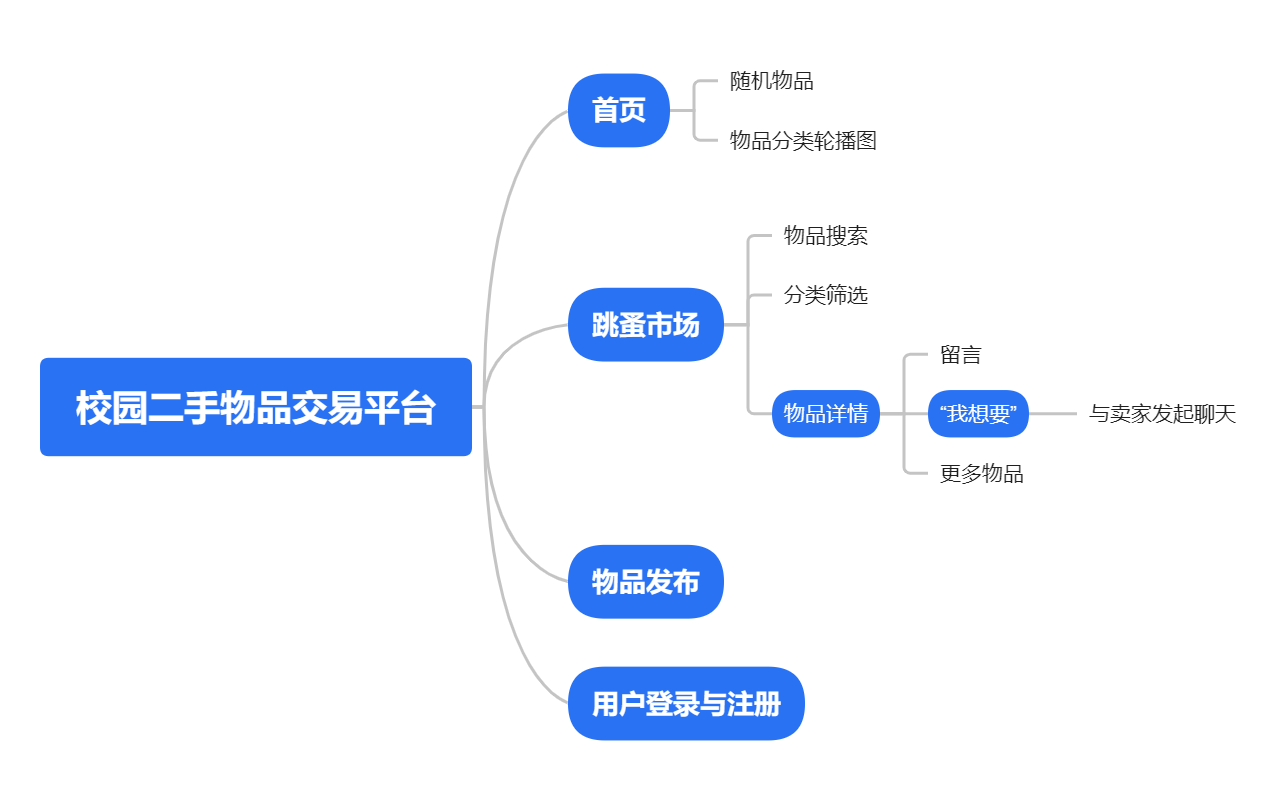 校园二手物品交易平台
首页
随机物品
物品分类轮播图
跳蚤市场
物品搜索
分类筛选
物品详情
留言
“我想要”
与卖家发起聊天
更多物品
物品发布
用户登录与注册